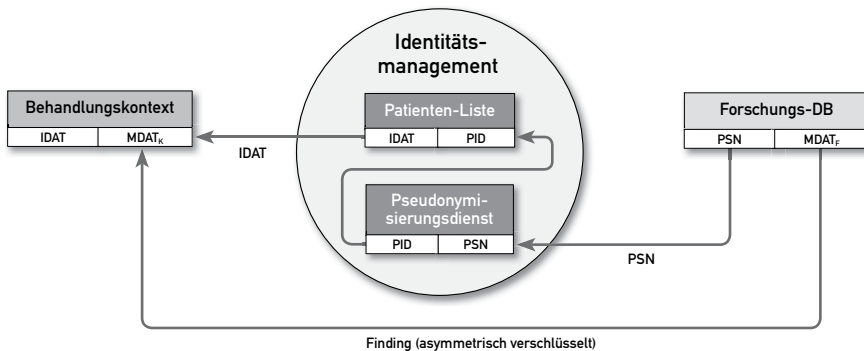 Identitäts-
management
Behandlungskontext
IDAT MDATK
IDAT
Patienten-Liste
IDAT PID
Pseudonymi-
sierungsdienst
PID PSN
Forschungs-DB
PSN MDATF
PSN
Finding (asymmetrisch verschlüsselt)